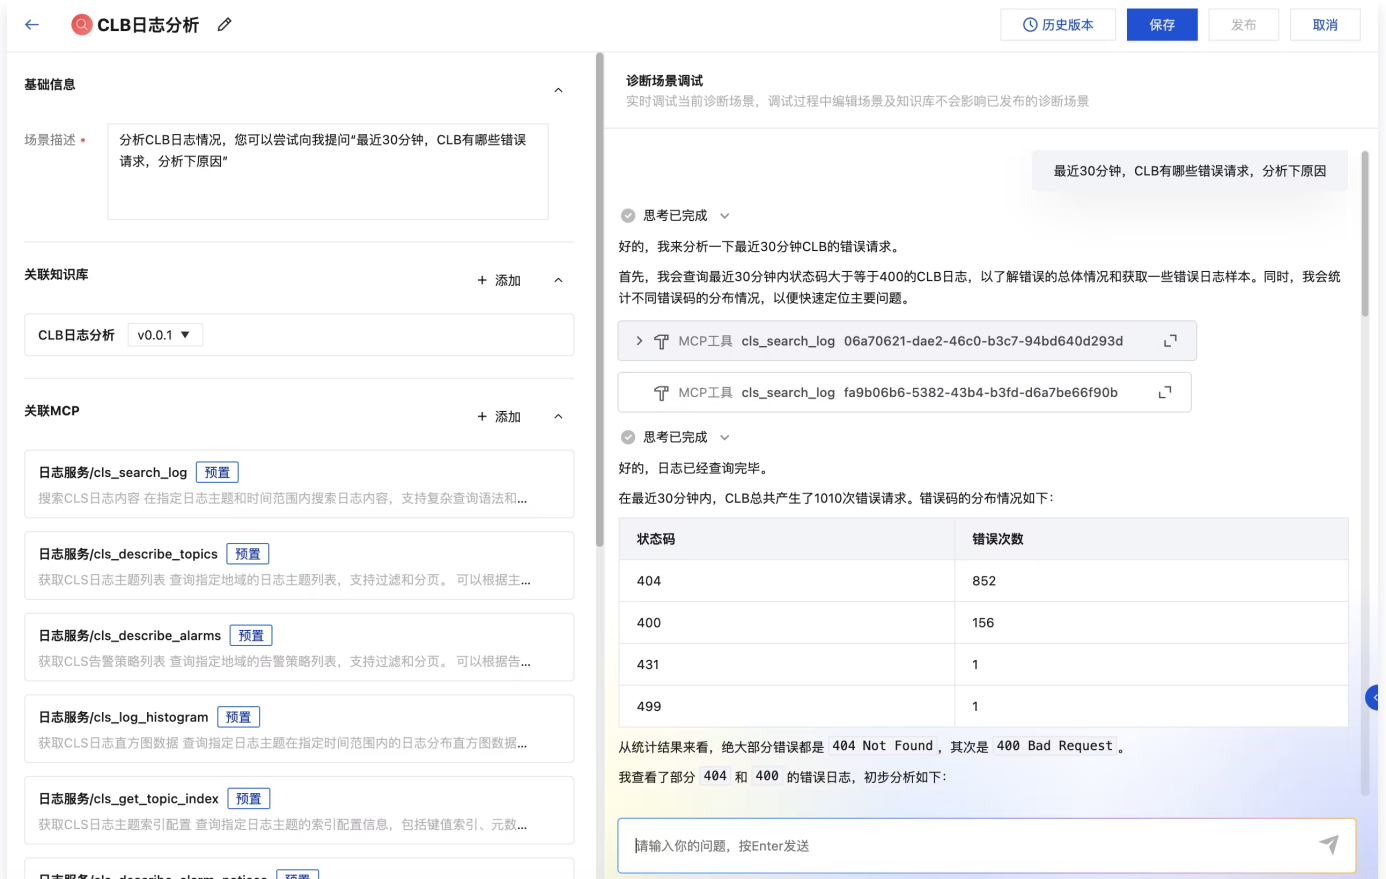 CLB日志分析
历史版本
保存
发布
取消
基础信息
场景描述 *
分析CLB日志情况，您可以尝试向我提问“最近30分钟，CLB有哪些错误
请求，分析下原因”
关联知识库
+ 添加
CLB日志分析 v0.0.1 ▼
关联MCP
+ 添加
日志服务/cls_search_log 预置
搜索CLS日志内容 在指定日志主题和时间范围内搜索日志内容，支持复杂查询语法和...
日志服务/cls_describe_topics 预置
获取CLS日志主题列表 查询指定地域的日志主题列表，支持过滤和分页。 可以根据主...
日志服务/cls_describe_alarms 预置
获取CLS告警策略列表 查询指定地域的告警策略列表，支持过滤和分页。 可以根据告...
日志服务/cls_log_histogram 预置
获取CLS日志直方图数据 查询指定日志主题在指定时间范围内的日志分布直方图数据...
日志服务/cls_get_topic_index 预置
获取CLS日志主题索引配置 查询指定日志主题的索引配置信息，包括键值索引、元数...
日志服务/cls_describe_alarm_notices 预置
诊断场景调试
实时调试当前诊断场景，调试过程中编辑场景及知识库不会影响已发布的诊断场景
最近30分钟，CLB有哪些错误请求，分析下原因
思考已完成
好的，我来分析一下最近30分钟CLB的错误请求。
首先，我会查询最近30分钟内状态码大于等于400的CLB日志，以了解错误的总体情况和获取一些错误日志样本。同时，我会统
计不同错误码的分布情况，以便快速定位主要问题。
MCP工具 cls_search_log 06a70621-dae2-46c0-b3c7-94bd640d293d
MCP工具 cls_search_log fa9b06b6-5382-43b4-b3fd-d6a7be66f90b
思考已完成
好的，日志已经查询完毕。
在最近30分钟内，CLB总共产生了1010次错误请求。错误码的分布情况如下：
状态码 错误次数
404 852
400 156
431 1
499 1
从统计结果来看，绝大部分错误都是 404 Not Found ，其次是 400 Bad Request 。
我查看了部分 404 和 400 的错误日志，初步分析如下：
请输入你的问题，按Enter发送